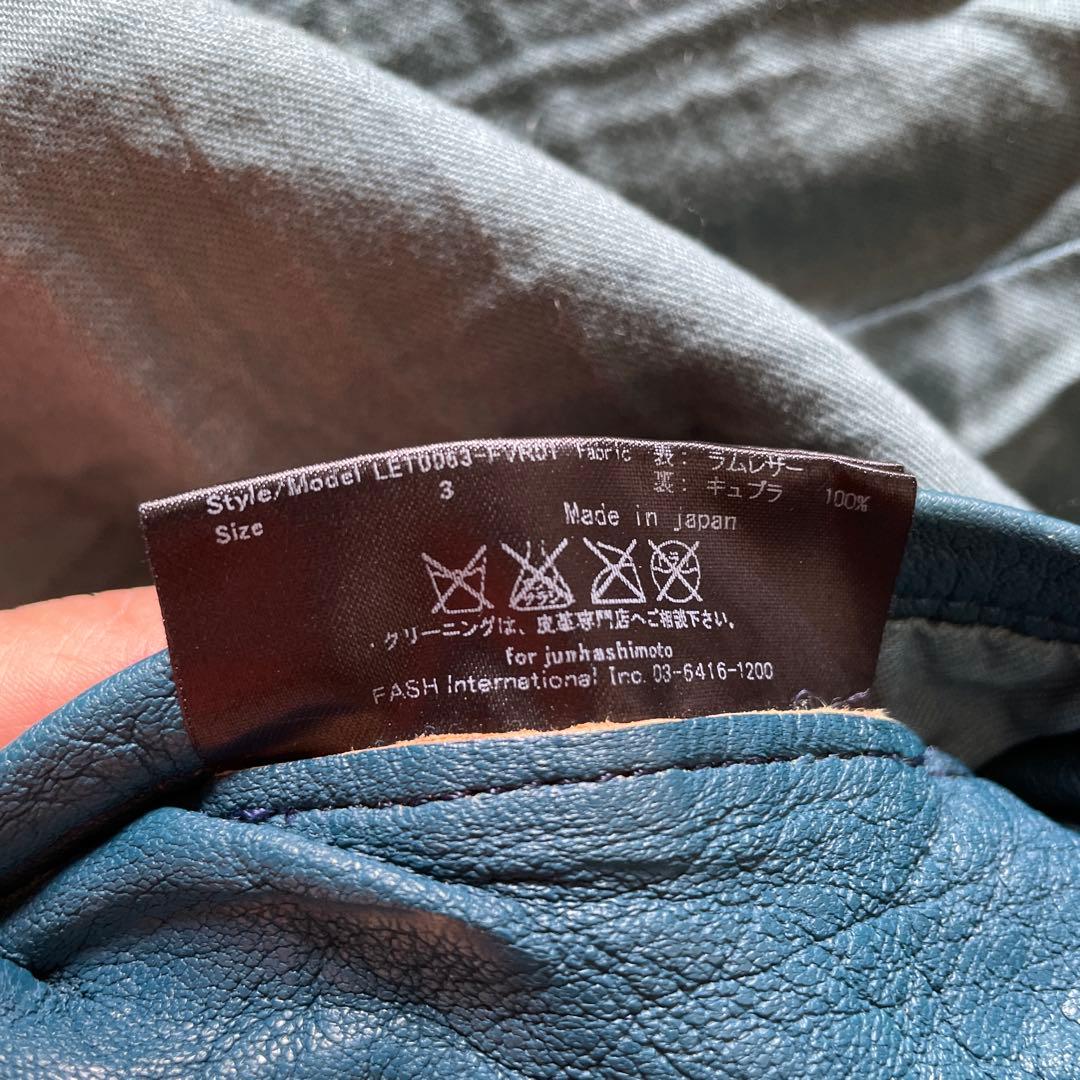 Style/Model LET0063-FVR01 Fabric 表: ラムレザー
Size 3 裏: キュプラ 100%
Made in japan
クリーニングは、皮革専門店へご相談下さい。
for junhashimoto
FASH International Inc. 03-6416-1200